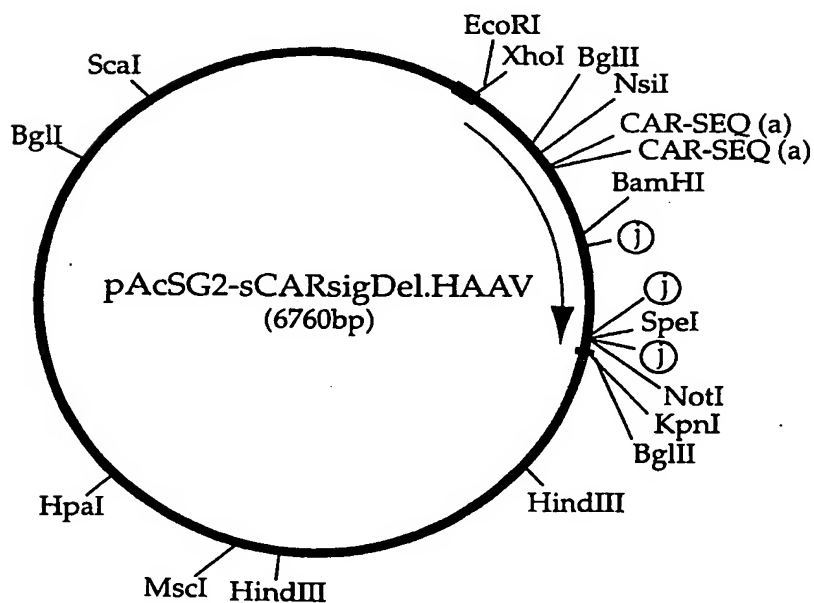 EcoRI
XhoI
BglII
NsiI
CAR-SEQ (a)
CAR-SEQ (a)
BamHI
j
j
SpeI
j
NotI
KpnI
BglII
HindIII
HindIII
MscI
HpaI
BglI
ScaI
pAcSG2-sCARsigDel.HAAV
(6760bp)